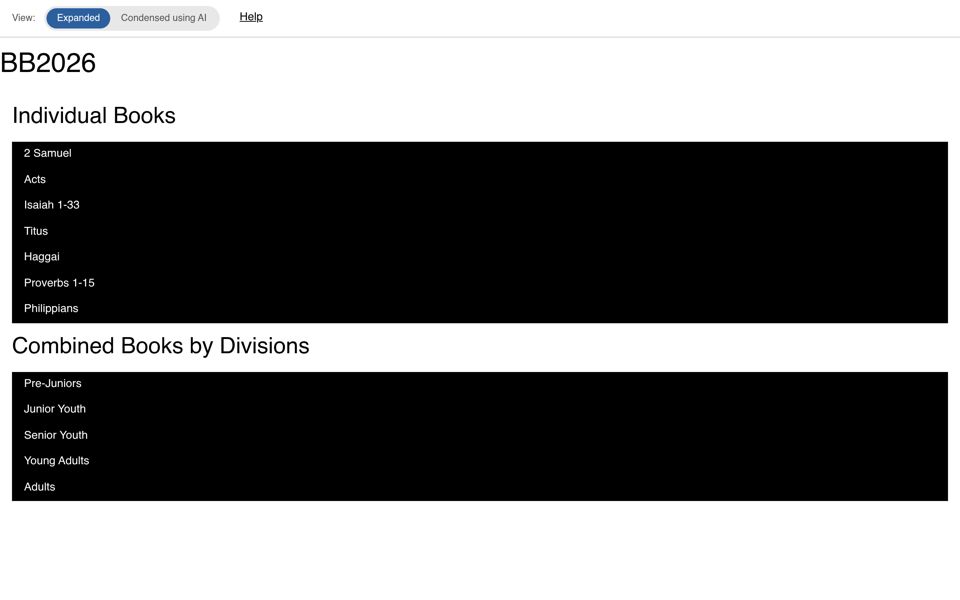 View: Expanded Condensed using AI Help
BB2026
Individual Books
2 Samuel
Acts
Isaiah 1-33
Titus
Haggai
Proverbs 1-15
Philippians
Combined Books by Divisions
Pre-Juniors
Junior Youth
Senior Youth
Young Adults
Adults